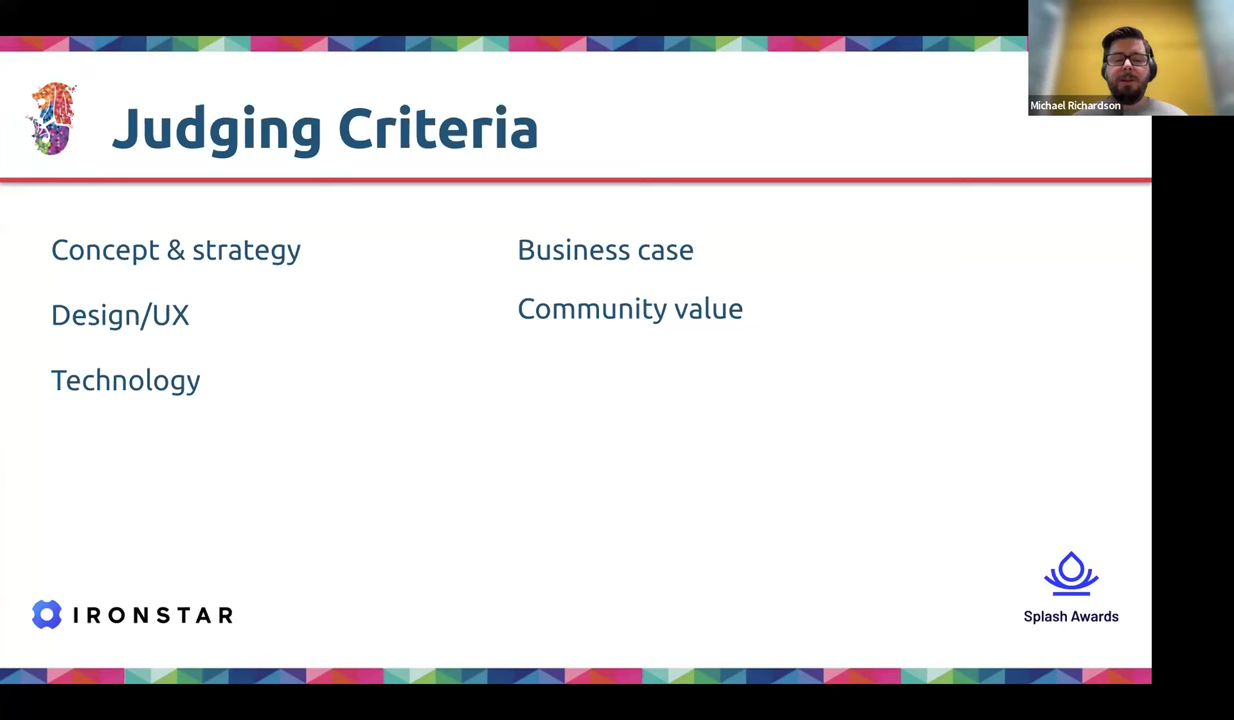 Judging Criteria
Michael Richardson
Concept & strategy
Design/UX
Technology
Business case
Community value
IRONSTAR
Splash Awards